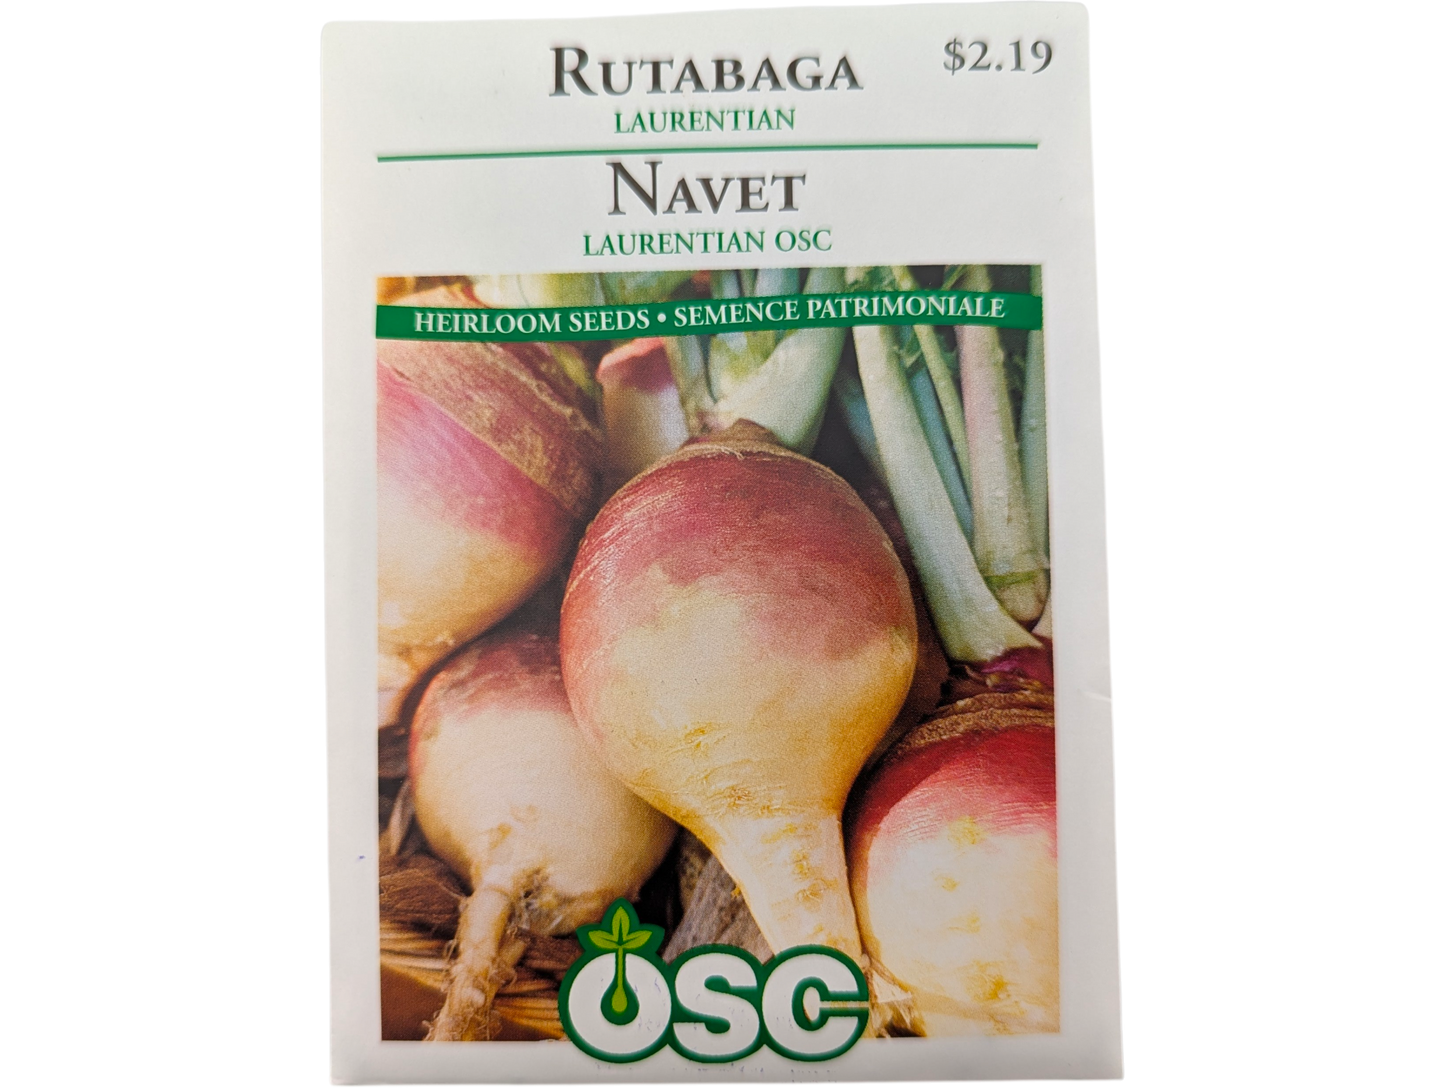 RUTABAGA
$2.19
LAURENTIAN
NAVET
LAURENTIAN OSC
HEIRLOOM SEEDS • SEMENCE PATRIMONIALE
OSC